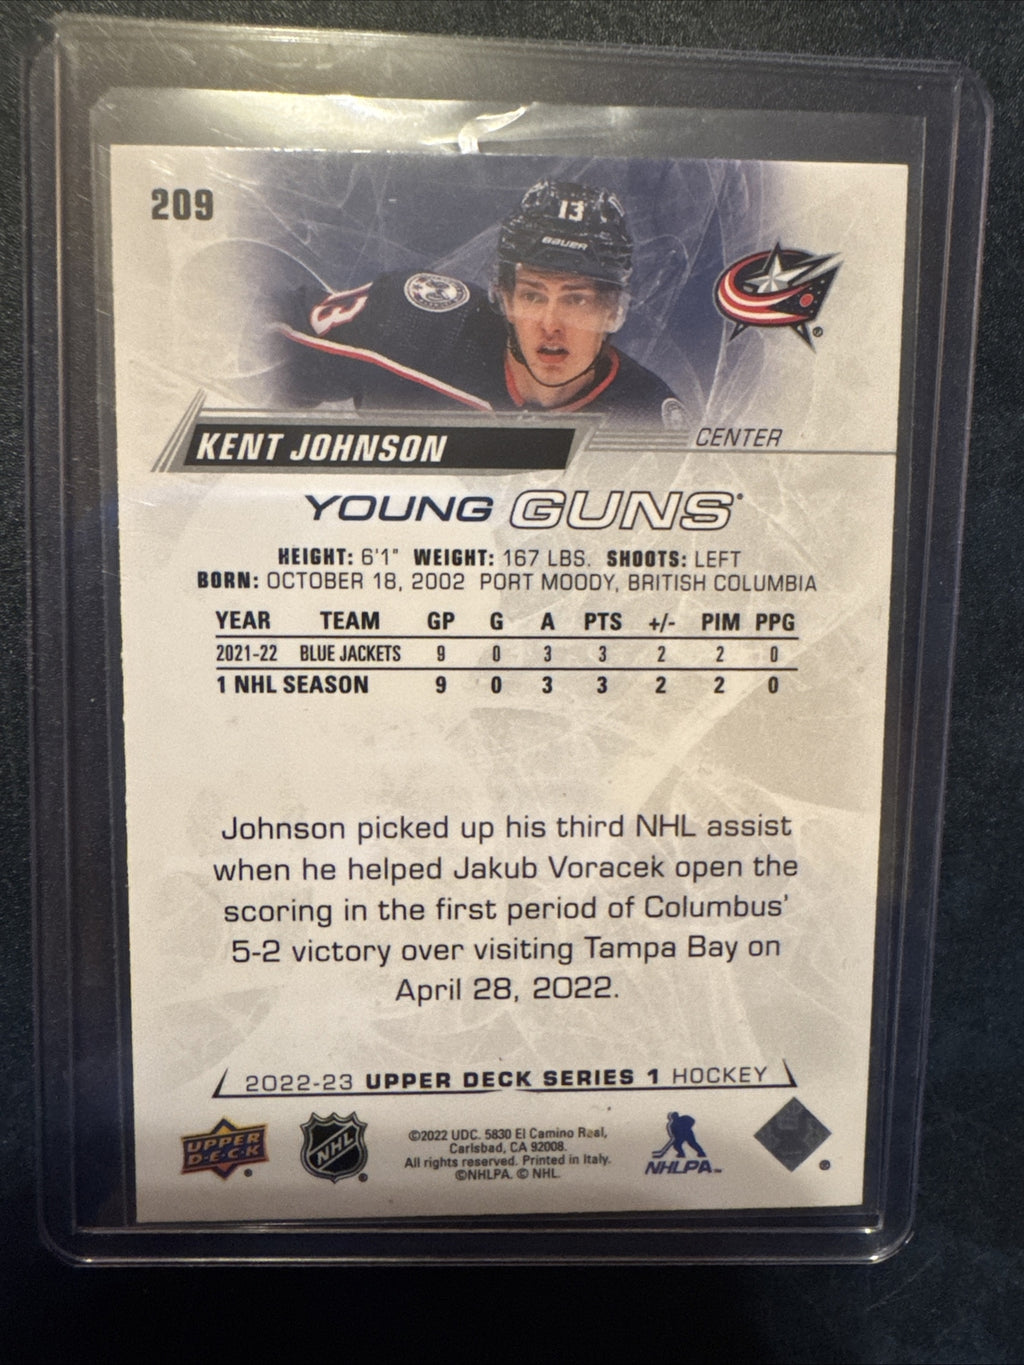 209
13
BAUER
3
KENT JOHNSON
CENTER
YOUNG GUNS®
HEIGHT: 6'1" WEIGHT: 167 LBS. SHOOTS: LEFT
BORN: OCTOBER 18, 2002 PORT MOODY, BRITISH COLUMBIA
YEAR TEAM GP G A PTS +/- PIM PPG
2021-22 BLUE JACKETS 9 0 3 3 2 2 0
1 NHL SEASON 9 0 3 3 2 2 0
Johnson picked up his third NHL assist
when he helped Jakub Voracek open the
scoring in the first period of Columbus'
5-2 victory over visiting Tampa Bay on
April 28, 2022.
2022-23 UPPER DECK SERIES 1 HOCKEY
UPPER
D·E·C·K
®
NHL
®
©2022 UDC. 5830 El Camino Real,
Carlsbad, CA 92008.
All rights reserved. Printed in Italy.
©NHLPA. © NHL.
NHLPA™
®